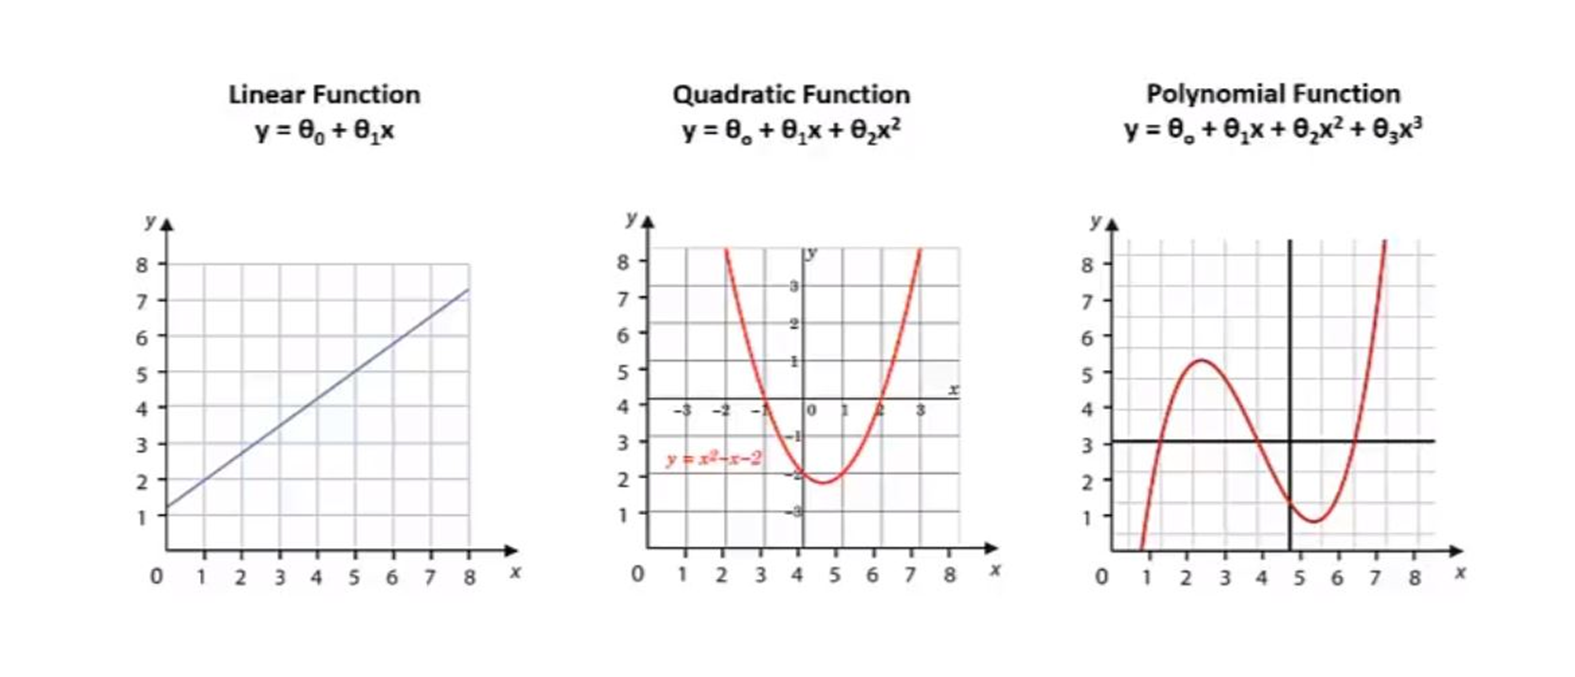 Linear Function
y = θ₀ + θ₁x
y
8
7
6
5
4
3
2
1
0 1 2 3 4 5 6 7 8 x
Quadratic Function
y = θₒ + θ₁x + θ₂x²
y
8
7
6
5
4
3
2
1
0 1 2 3 4 5 6 7 8 x
y
3
2
1
x
-3 -2 -1 0 1 2 3
-1
y = x²-x-2
-2
-3
Polynomial Function
y = θₒ + θ₁x + θ₂x² + θ₃x³
y
8
7
6
5
4
3
2
1
0 1 2 3 4 5 6 7 8 x